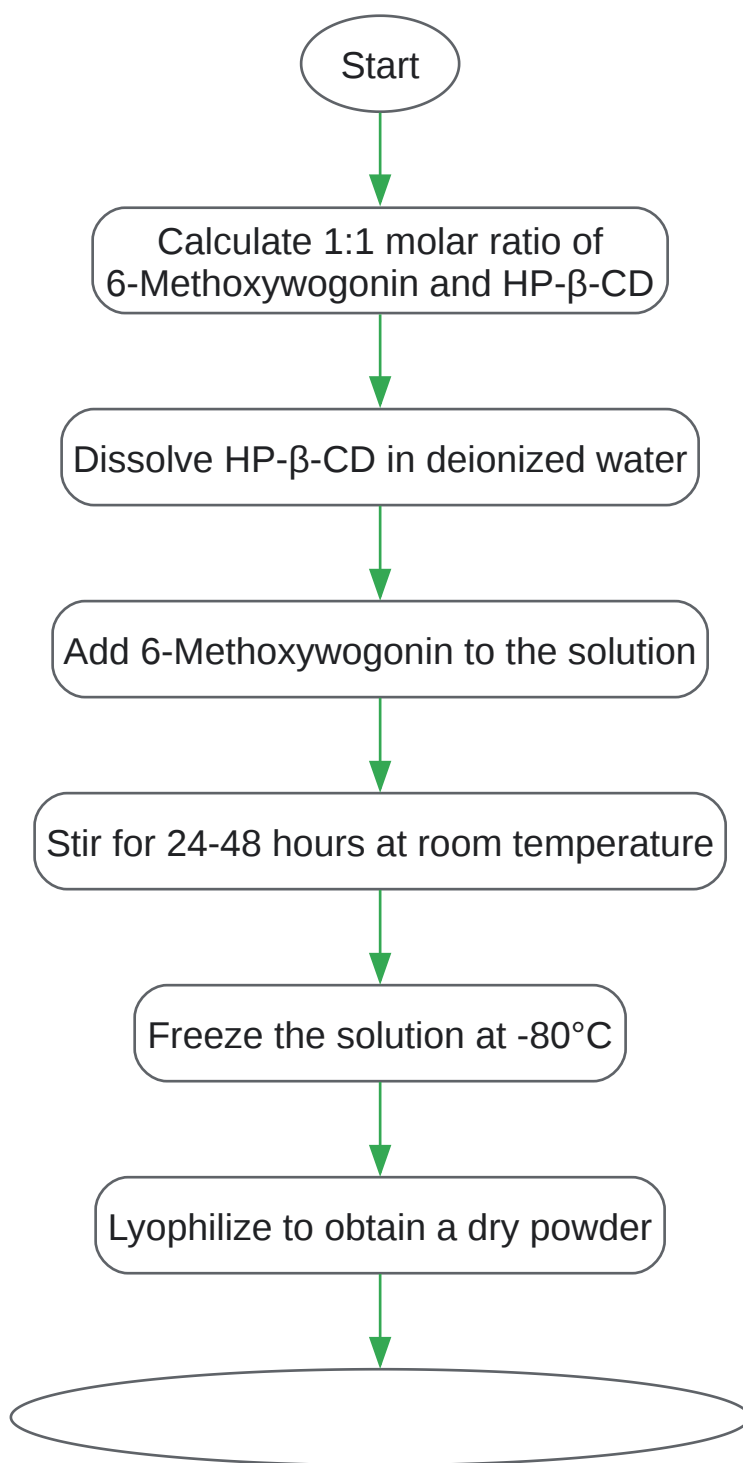 Start
Calculate 1:1 molar ratio of
6-Methoxywogonin and HP-β-CD
Dissolve HP-β-CD in deionized water
Add 6-Methoxywogonin to the solution
Stir for 24-48 hours at room temperature
Freeze the solution at -80°C
Lyophilize to obtain a dry powder